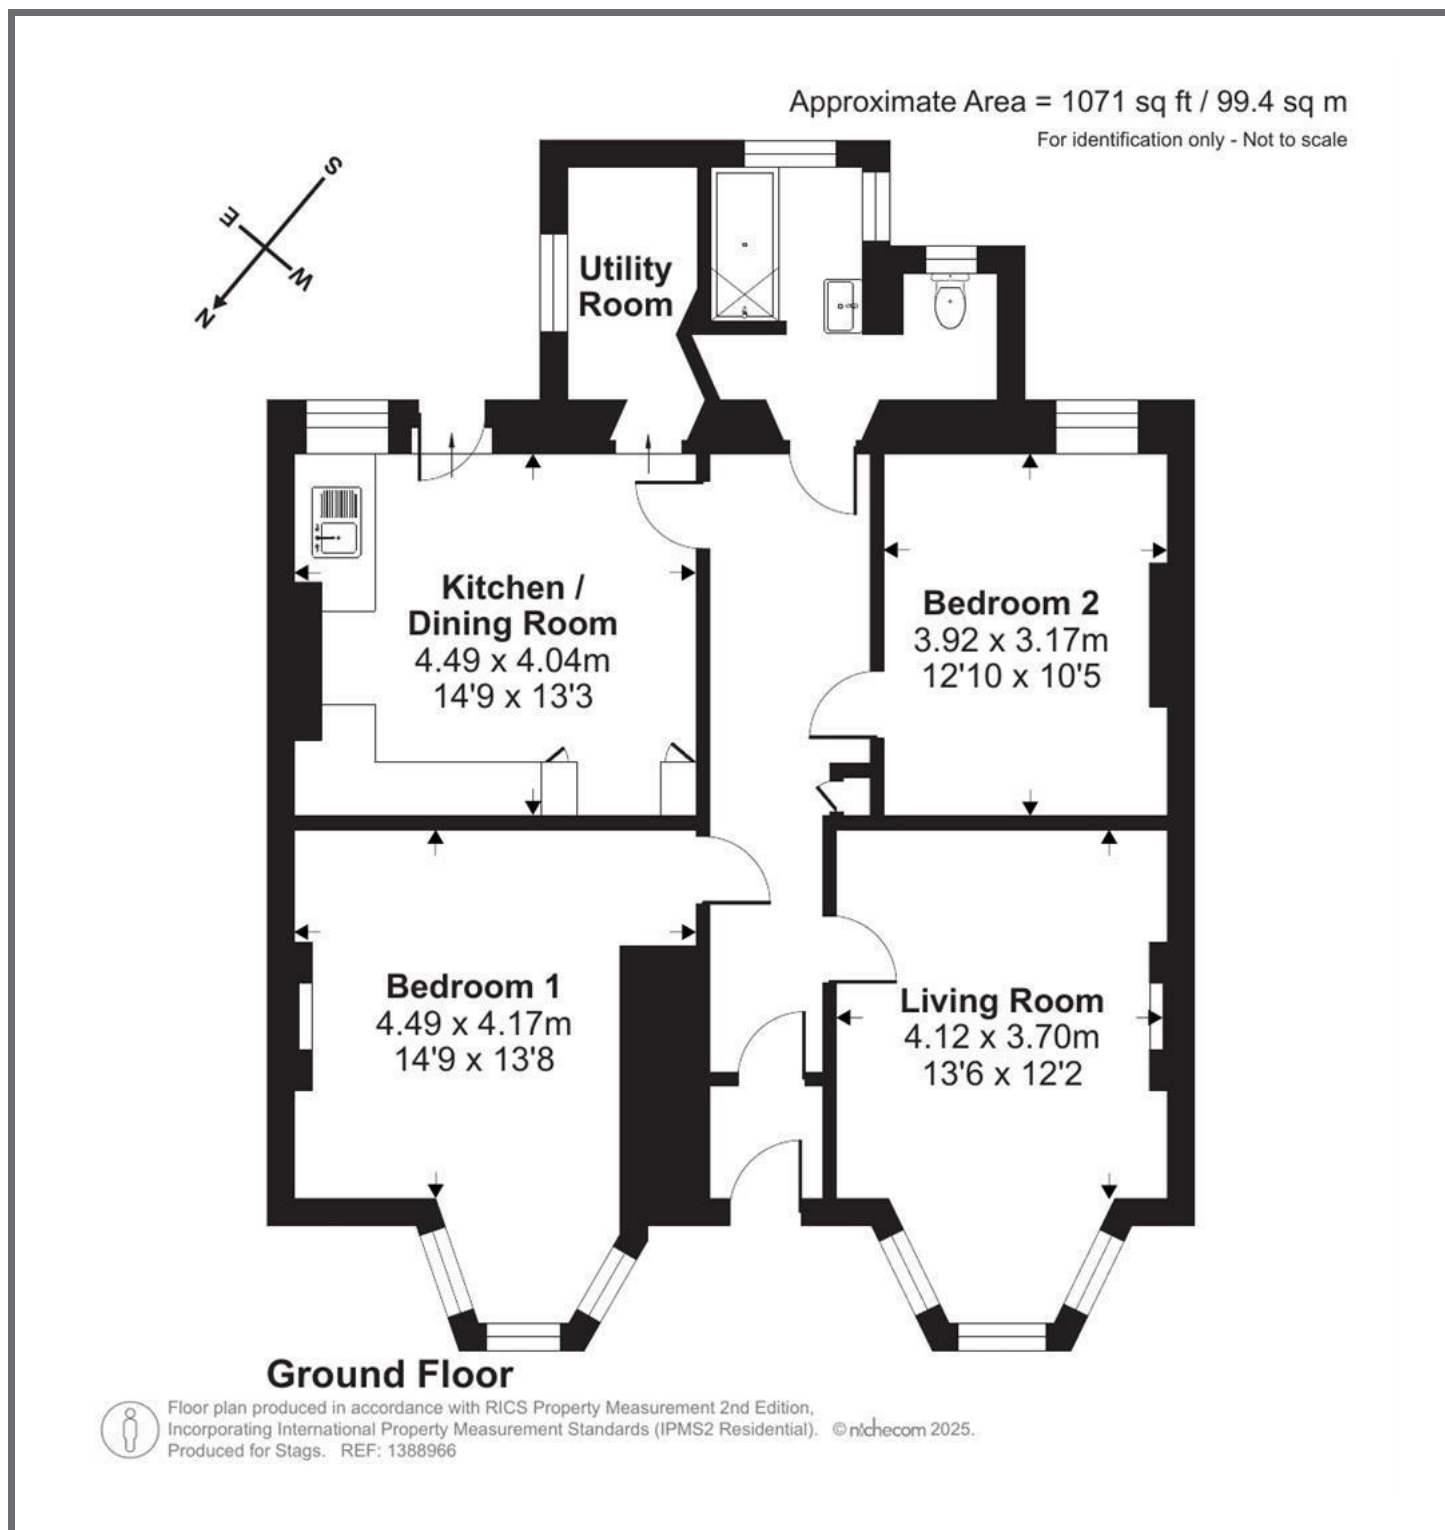 Approximate Area = 1071 sq ft / 99.4 sq m
For identification only - Not to scale
S
E
W
N
Utility
Room
Kitchen /
Dining Room
4.49 x 4.04m
14'9 x 13'3
Bedroom 2
3.92 x 3.17m
12'10 x 10'5
Bedroom 1
4.49 x 4.17m
14'9 x 13'8
Living Room
4.12 x 3.70m
13'6 x 12'2
Ground Floor
Floor plan produced in accordance with RICS Property Measurement 2nd Edition,
Incorporating International Property Measurement Standards (IPMS2 Residential). © nichecom 2025.
Produced for Stags. REF: 1388966